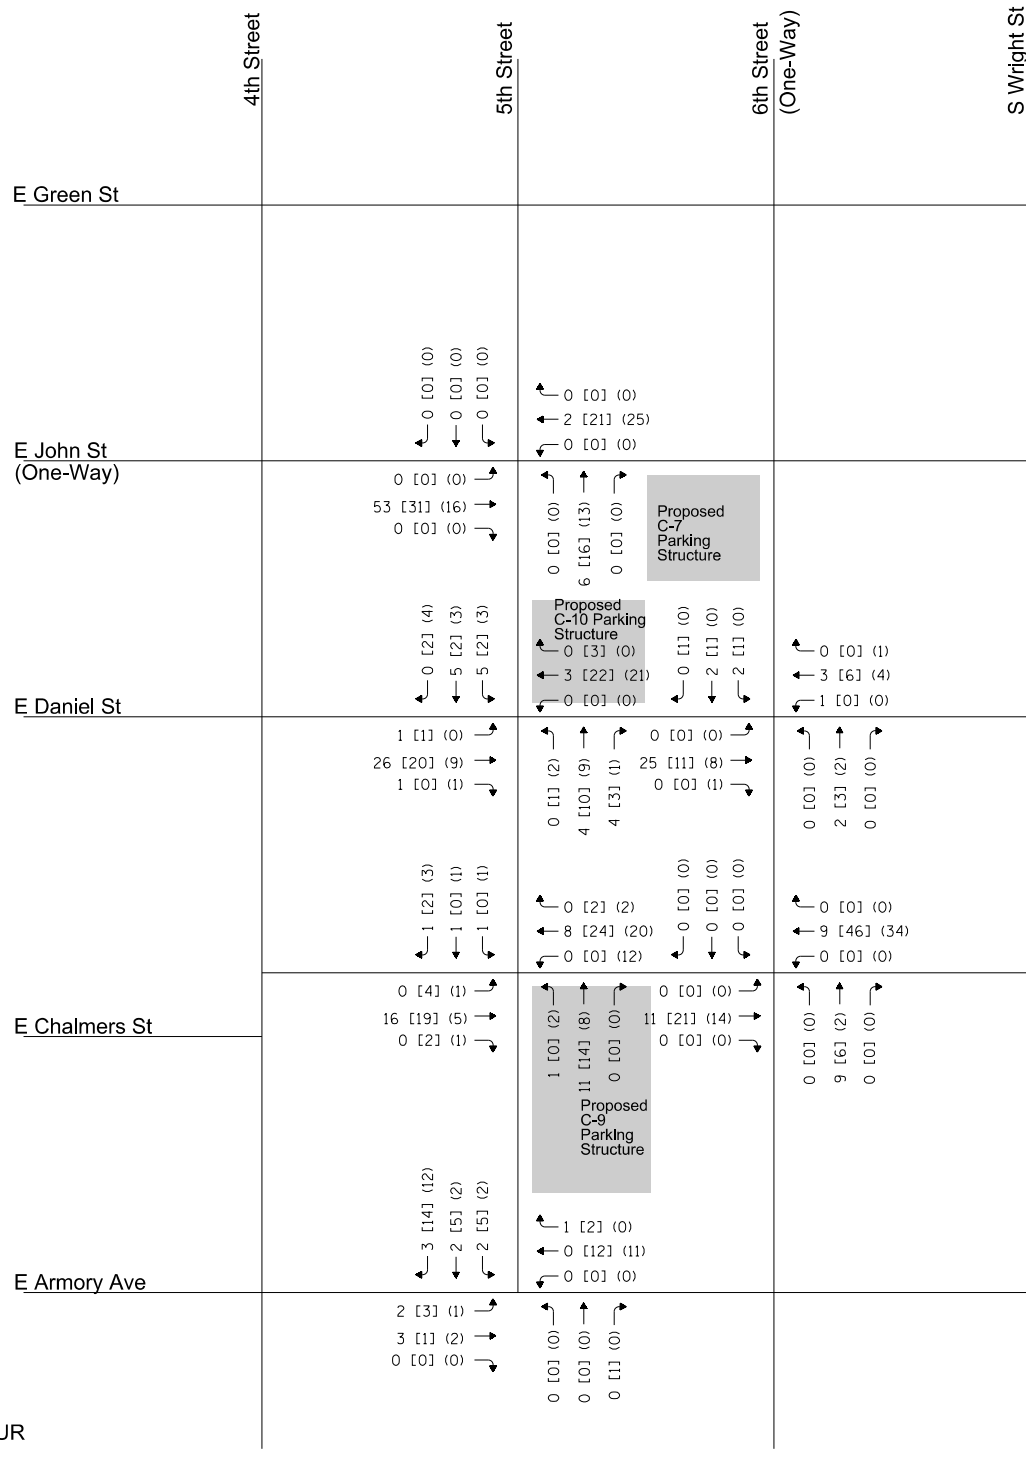 4th Street
5th Street
6th Street
(One-Way)
S Wright St
E Green St
0 [0] (0)
0 [0] (0)
0 [0] (0)
0 [0] (0)
2 [21] (25)
0 [0] (0)
E John St
(One-Way)
0 [0] (0)
53 [31] (16)
0 [0] (0)
0 [0] (0)
6 [16] (13)
0 [0] (0)
Proposed
C-7
Parking
Structure
Proposed
C-10 Parking
Structure
0 [2] (4)
5 [2] (3)
5 [2] (3)
0 [3] (0)
3 [22] (21)
0 [0] (0)
0 [1] (0)
2 [1] (0)
2 [1] (0)
0 [0] (1)
3 [6] (4)
1 [0] (0)
E Daniel St
1 [1] (0)
26 [20] (9)
1 [0] (1)
0 [1] (2)
4 [10] (9)
4 [3] (1)
0 [0] (0)
25 [11] (8)
0 [0] (1)
0 [0] (0)
2 [3] (2)
0 [0] (0)
1 [2] (3)
1 [0] (1)
1 [0] (1)
0 [2] (2)
8 [24] (20)
0 [0] (12)
0 [0] (0)
0 [0] (0)
0 [0] (0)
0 [0] (0)
9 [46] (34)
0 [0] (0)
E Chalmers St
0 [4] (1)
16 [19] (5)
0 [2] (1)
1 [0] (2)
11 [14] (8)
0 [0] (0)
0 [0] (0)
11 [21] (14)
0 [0] (0)
0 [0] (0)
9 [6] (2)
0 [0] (0)
Proposed
C-9
Parking
Structure
3 [14] (12)
2 [5] (2)
2 [5] (2)
1 [2] (0)
0 [12] (11)
0 [0] (0)
E Armory Ave
2 [3] (1)
3 [1] (2)
0 [0] (0)
0 [0] (0)
0 [0] (0)
0 [1] (0)
UR